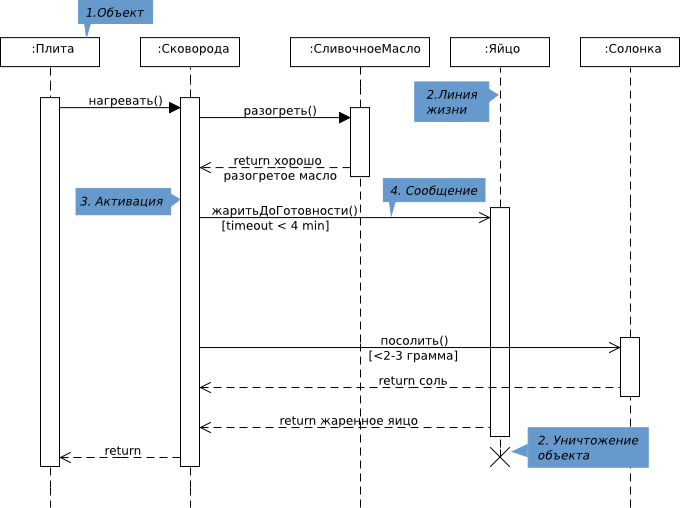 1.Объект
:Плита
:Сковорода
:СливочноеМасло
:Яйцо
:Солонка
2.Линия
жизни
нагревать()
разогреть()
return хорошо
разогретое масло
3. Активация
4. Сообщение
жаритьДоГотовности()
[timeout < 4 min]
посолить()
[<2-3 грамма]
return соль
return жаренное яицо
return
2. Уничтожение
объекта